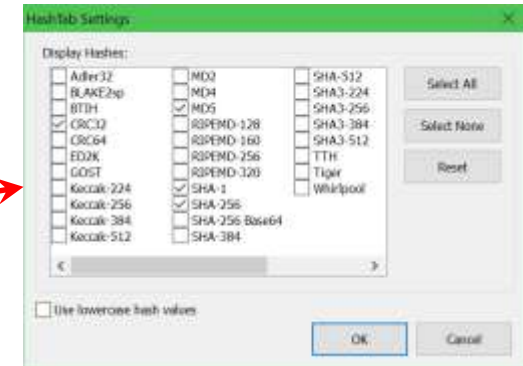 HashTab Settings
Display Hashes:
Adler32
BLAKE2sp
BTIH
CRC32
CRC64
ED2K
GOST
Keccak-224
Keccak-256
Keccak-384
Keccak-512
MD2
MD4
MD5
RIPEMD-128
RIPEMD-160
RIPEMD-256
RIPEMD-320
SHA-1
SHA-256
SHA-256 Base64
SHA-384
SHA-512
SHA3-224
SHA3-256
SHA3-384
SHA3-512
TTH
Tiger
Whirlpool
Select All
Select None
Reset
Use lowercase hash values
OK
Cancel